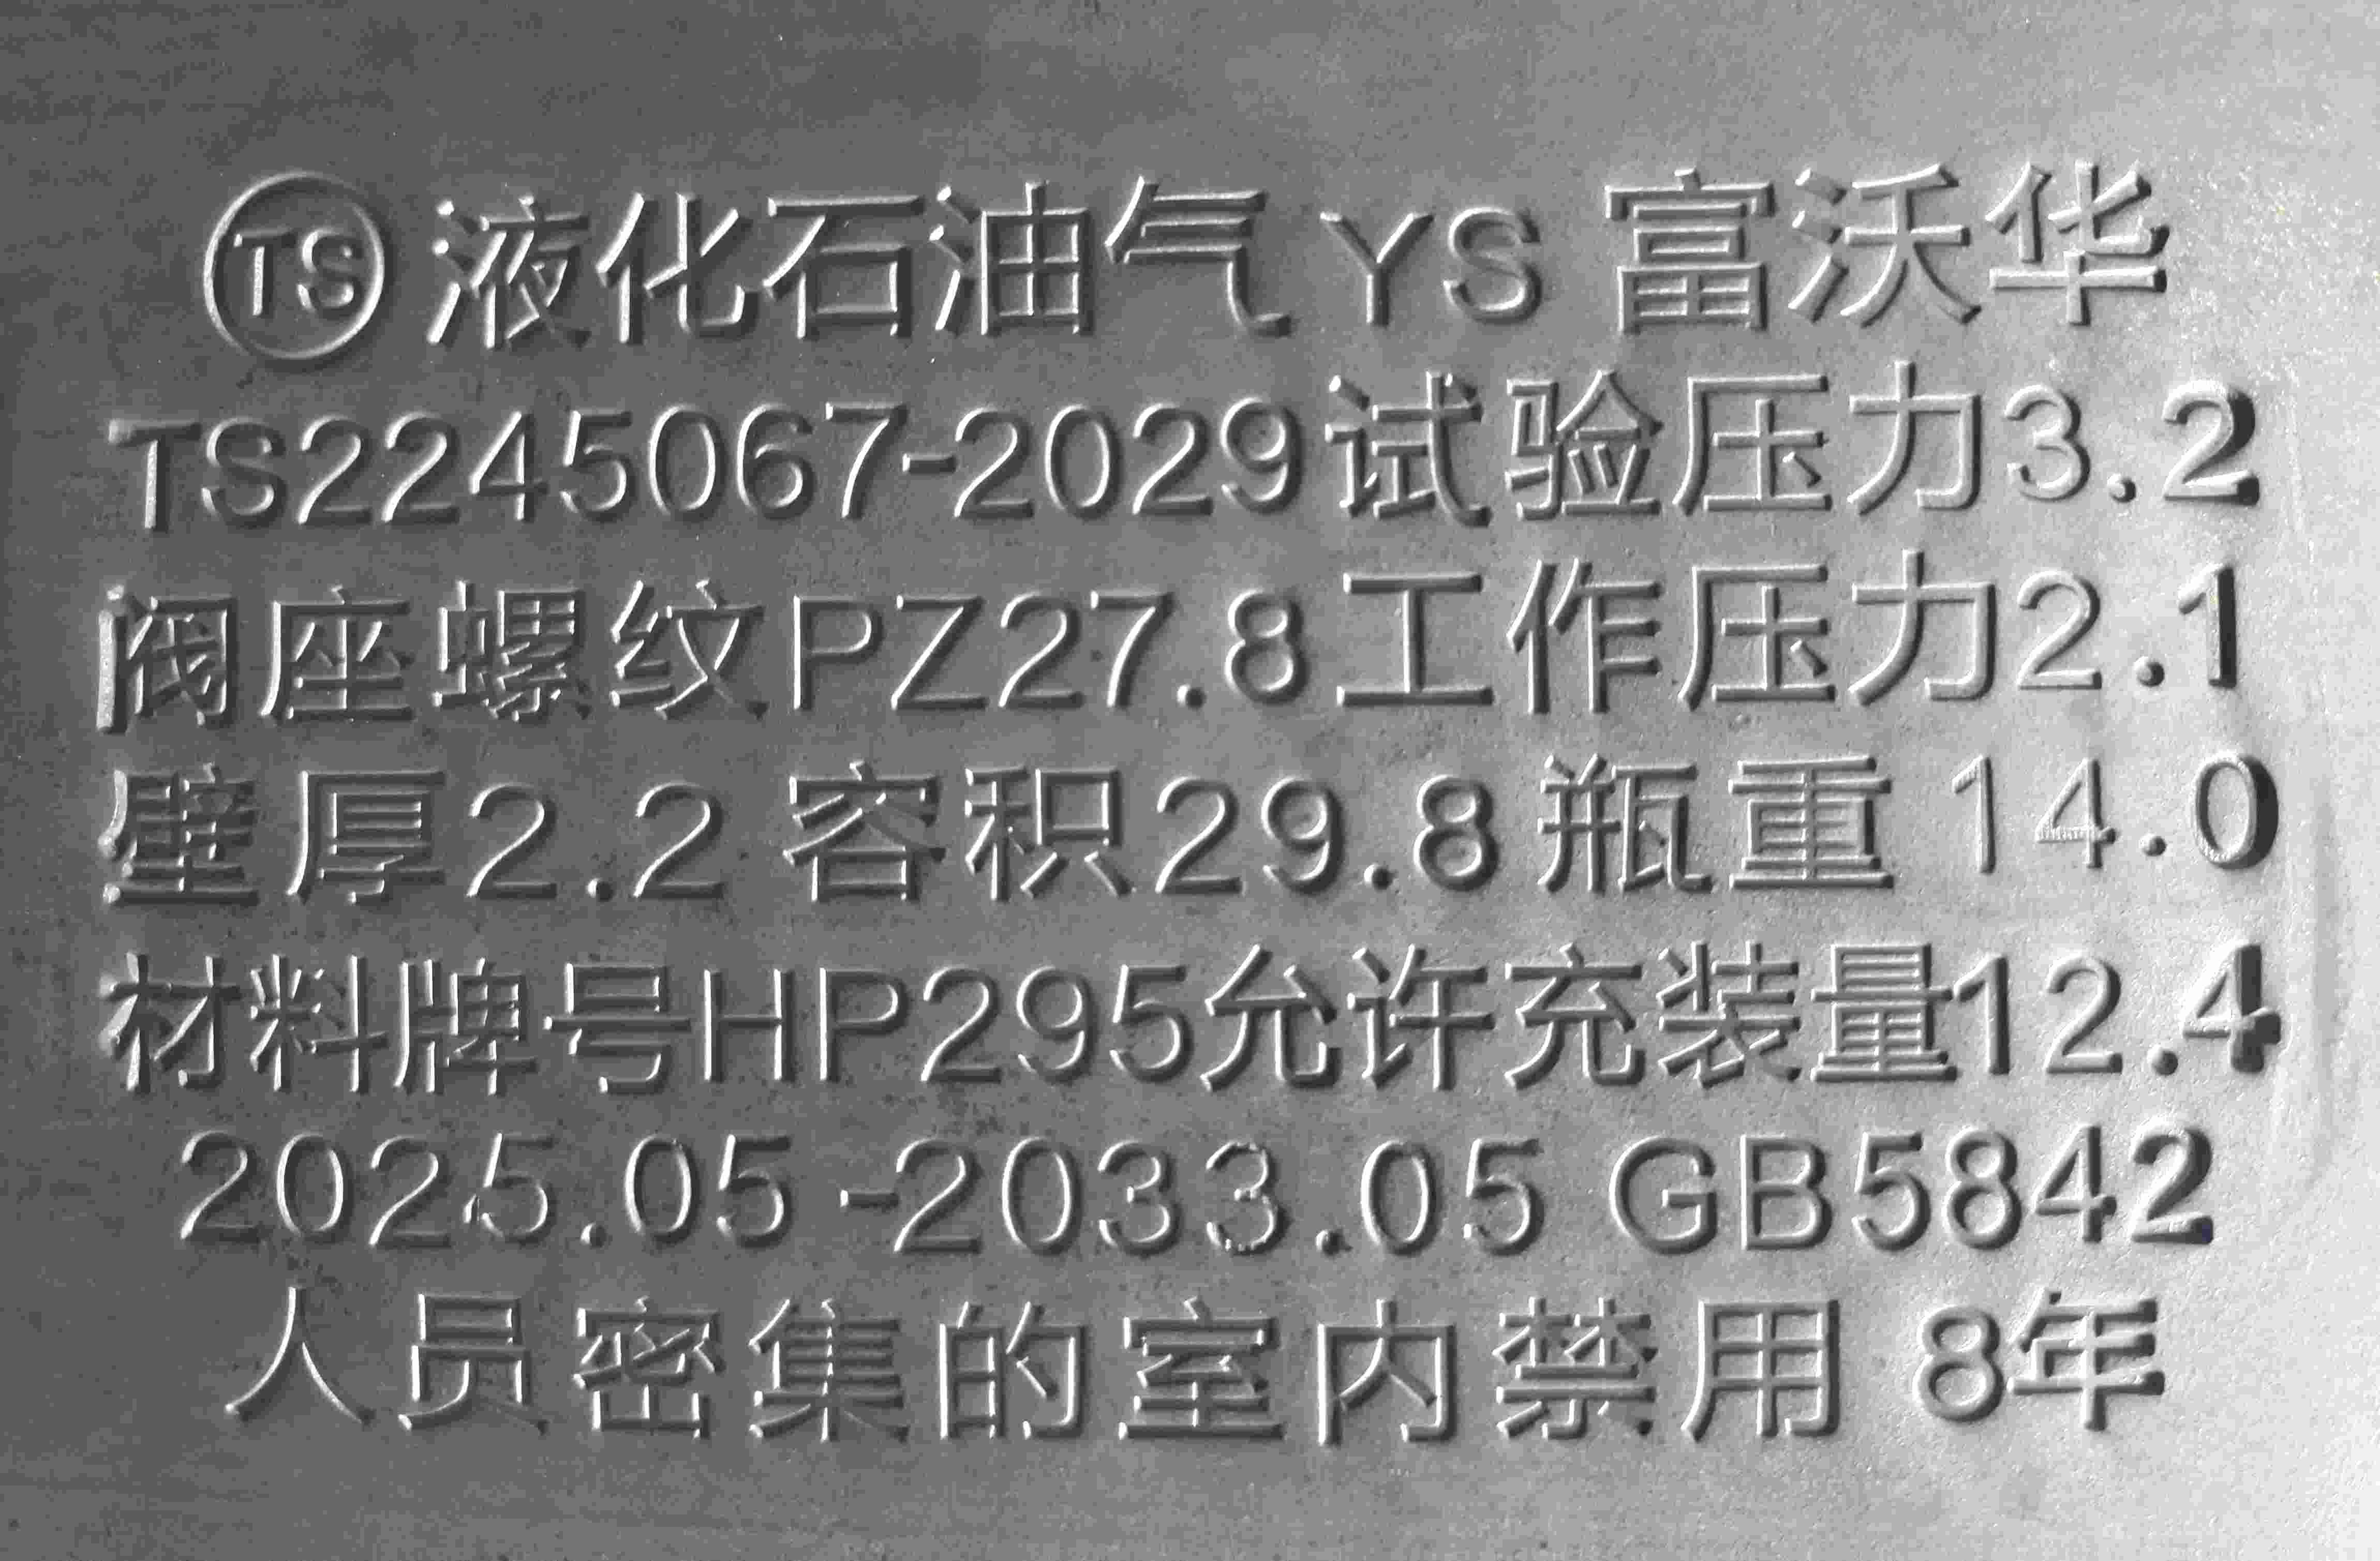 TS 液化石油气 YS 富沃华
TS2245067-2029试验压力3.2
阀座螺纹PZ27.8工作压力2.1
壁厚2.2 容积29.8瓶重 14.0
材料牌号HP295允许充装量12.4
2025.05-2033.05 GB5842
人员密集的室内禁用 8年